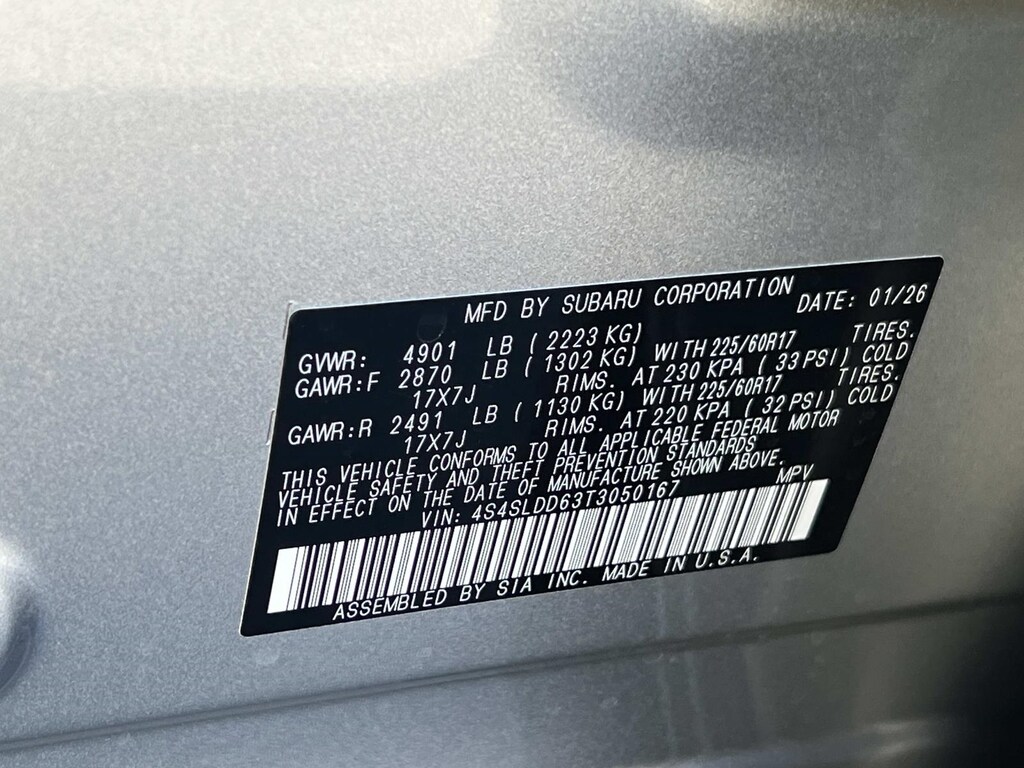 MFD BY SUBARU CORPORATION DATE: 01/26
GVWR: 4901 LB ( 2223 KG)
GAWR:F 2870 LB ( 1302 KG) WITH 225/60R17 TIRES.
17X7J RIMS. AT 230 KPA ( 33 PSI) COLD
GAWR:R 2491 LB ( 1130 KG) WITH 225/60R17 TIRES.
17X7J RIMS. AT 220 KPA ( 32 PSI) COLD
THIS VEHICLE CONFORMS TO ALL APPLICABLE FEDERAL MOTOR
VEHICLE SAFETY AND THEFT PREVENTION STANDARDS
IN EFFECT ON THE DATE OF MANUFACTURE SHOWN ABOVE.
VIN: 4S4SLDD63T3050167 MPV
ASSEMBLED BY SIA INC. MADE IN U.S.A.